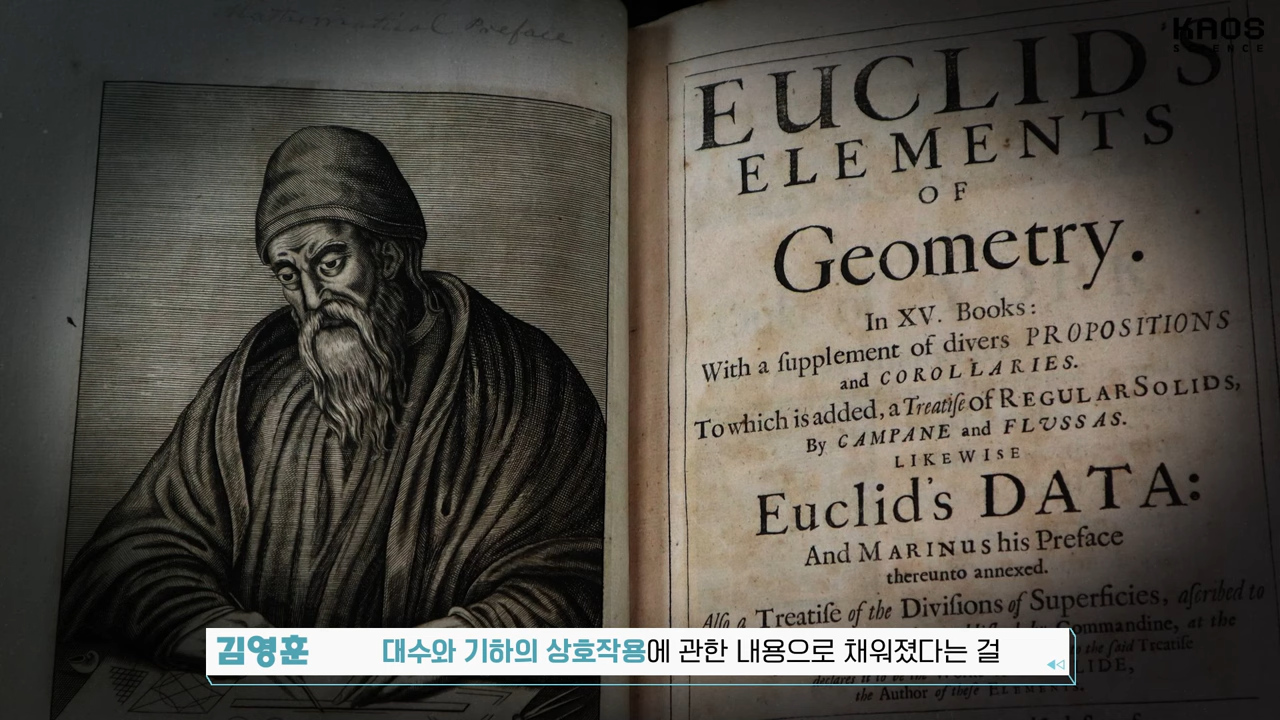 Mathematical Preface
KAOS
SCIENCE
EUCLID'S
ELEMENTS
OF
Geometry.
In XV. Books:
With a ſupplement of divers PROPOSITIONS
and COROLLARIES.
To which is added, a Treatiſe of REGULAR SOLIDS,
By CAMPANE and FLUSSAS.
LIKEWISE
Euclid's DATA:
And MARINUS his Preface
thereunto annexed.
Alſo a Treatiſe of the Diviſions of Superficies, aſcribed to
Commandine, at the
the ſaid Treatiſe
LIDE,
the Author of theſe ELEMENTS.
김영훈
대수와 기하의 상호작용에 관한 내용으로 채워졌다는 걸